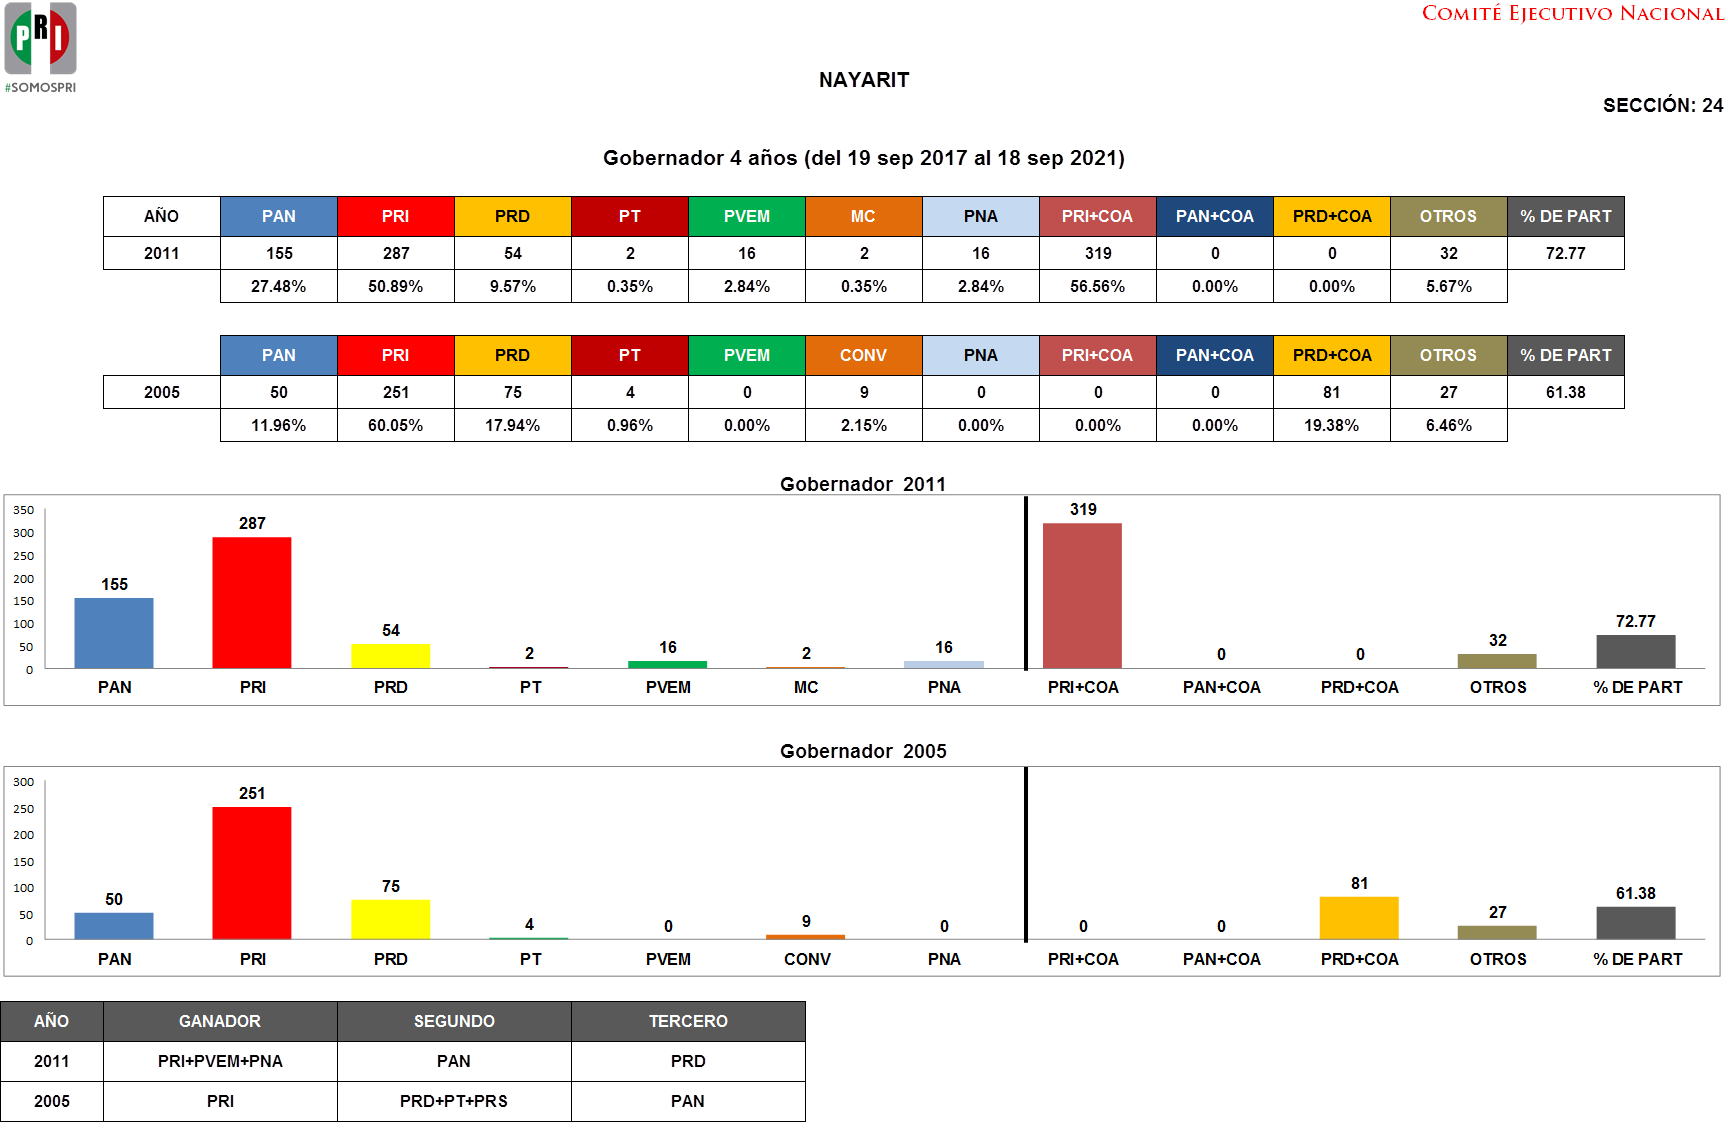 PRI
#SOMOSPRI
COMITÉ EJECUTIVO NACIONAL
NAYARIT
SECCIÓN: 24
Gobernador 4 años (del 19 sep 2017 al 18 sep 2021)
AÑO PAN PRI PRD PT PVEM MC PNA PRI+COA PAN+COA PRD+COA OTROS % DE PART
2011 155 287 54 2 16 2 16 319 0 0 32 72.77
27.48% 50.89% 9.57% 0.35% 2.84% 0.35% 2.84% 56.56% 0.00% 0.00% 5.67%
PAN PRI PRD PT PVEM CONV PNA PRI+COA PAN+COA PRD+COA OTROS % DE PART
2005 50 251 75 4 0 9 0 0 0 81 27 61.38
11.96% 60.05% 17.94% 0.96% 0.00% 2.15% 0.00% 0.00% 0.00% 19.38% 6.46%
Gobernador 2011
350
300
250
200
150
100
50
0
155 287 54 2 16 2 16 319 0 0 32 72.77
PAN PRI PRD PT PVEM MC PNA PRI+COA PAN+COA PRD+COA OTROS % DE PART
Gobernador 2005
300
250
200
150
100
50
0
50 251 75 4 0 9 0 0 0 81 27 61.38
PAN PRI PRD PT PVEM CONV PNA PRI+COA PAN+COA PRD+COA OTROS % DE PART
AÑO GANADOR SEGUNDO TERCERO
2011 PRI+PVEM+PNA PAN PRD
2005 PRI PRD+PT+PRS PAN